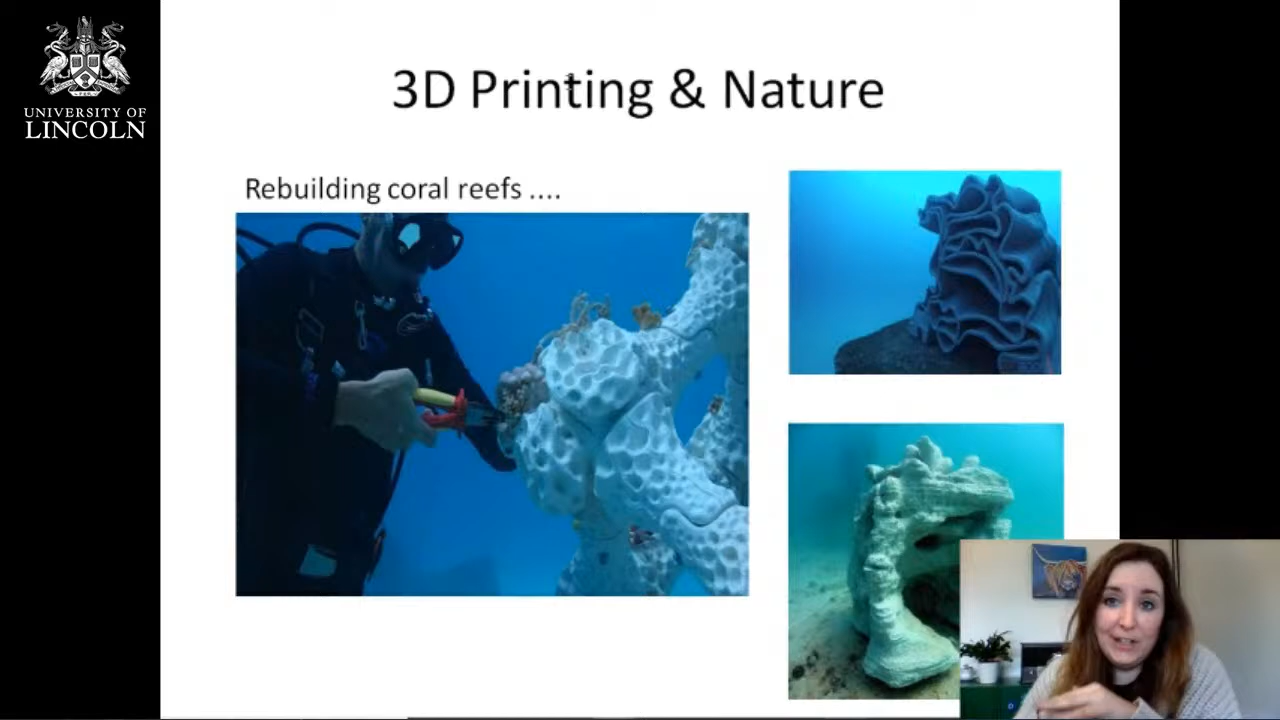 UNIVERSITY OF
LINCOLN
3D Printing & Nature
Rebuilding coral reefs ....